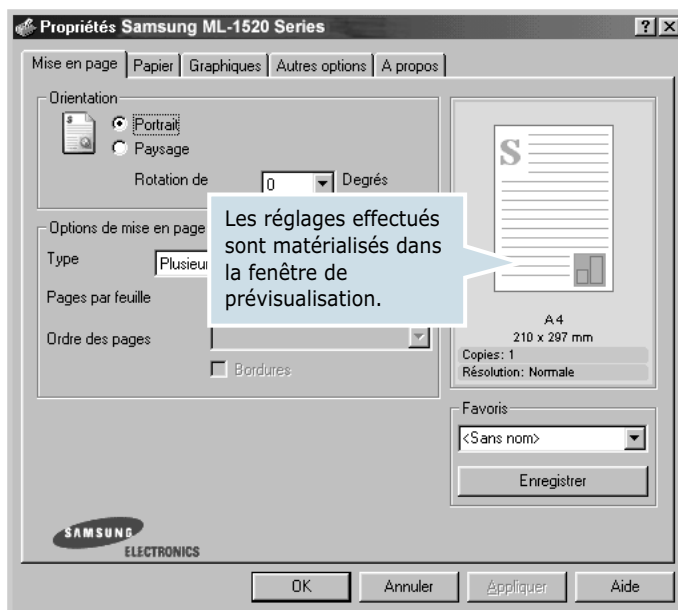 Propriétés Samsung ML-1520 Series
Mise en page Papier Graphiques Autres options A propos
Orientation
Portrait
Paysage
Rotation de 0 Degrés
Options de mise en page
Type
Pages par feuille
Ordre des pages
Bordures
Les réglages effectués
sont matérialisés dans
la fenêtre de
prévisualisation.
S
A4
210 x 297 mm
Copies: 1
Résolution: Normale
Favoris
<Sans nom>
Enregistrer
SAMSUNG
ELECTRONICS
OK Annuler Appliquer Aide